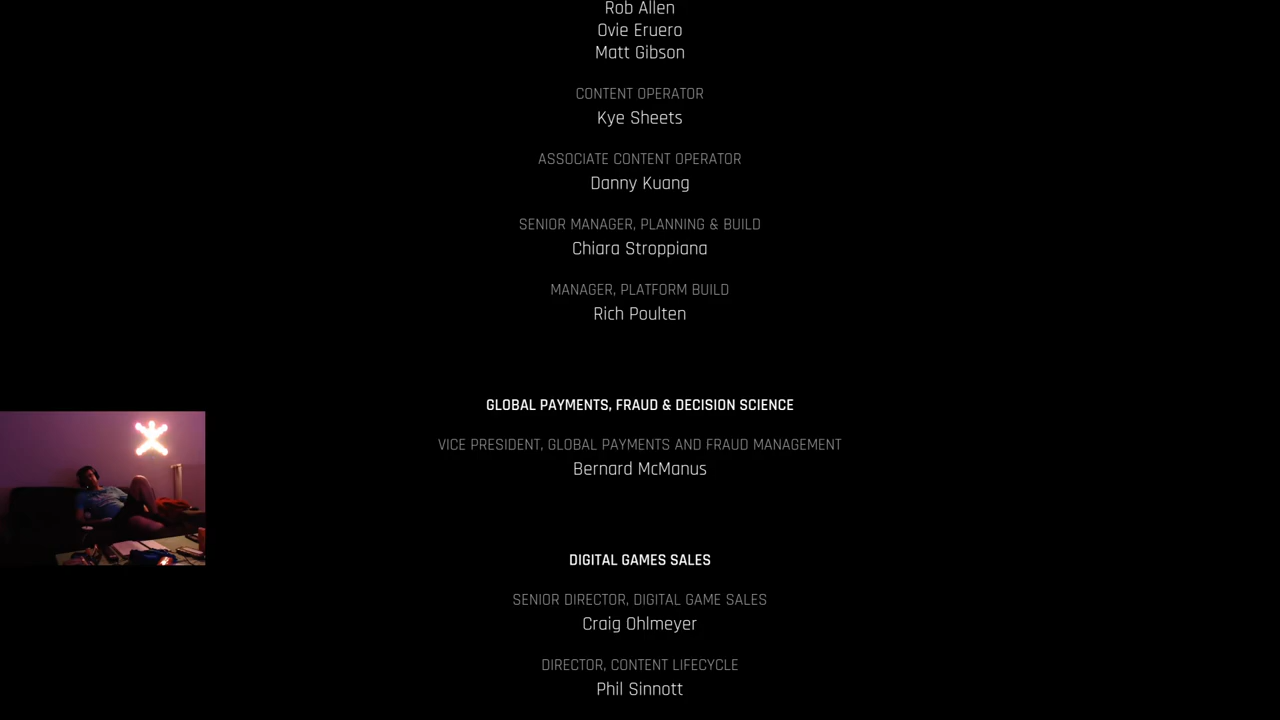 Rob Allen
Ovie Eruero
Matt Gibson
CONTENT OPERATOR
Kye Sheets
ASSOCIATE CONTENT OPERATOR
Danny Kuang
SENIOR MANAGER, PLANNING & BUILD
Chiara Stroppiana
MANAGER, PLATFORM BUILD
Rich Poulten
GLOBAL PAYMENTS, FRAUD & DECISION SCIENCE
VICE PRESIDENT, GLOBAL PAYMENTS AND FRAUD MANAGEMENT
Bernard McManus
DIGITAL GAMES SALES
SENIOR DIRECTOR, DIGITAL GAME SALES
Craig Ohlmeyer
DIRECTOR, CONTENT LIFECYCLE
Phil Sinnott